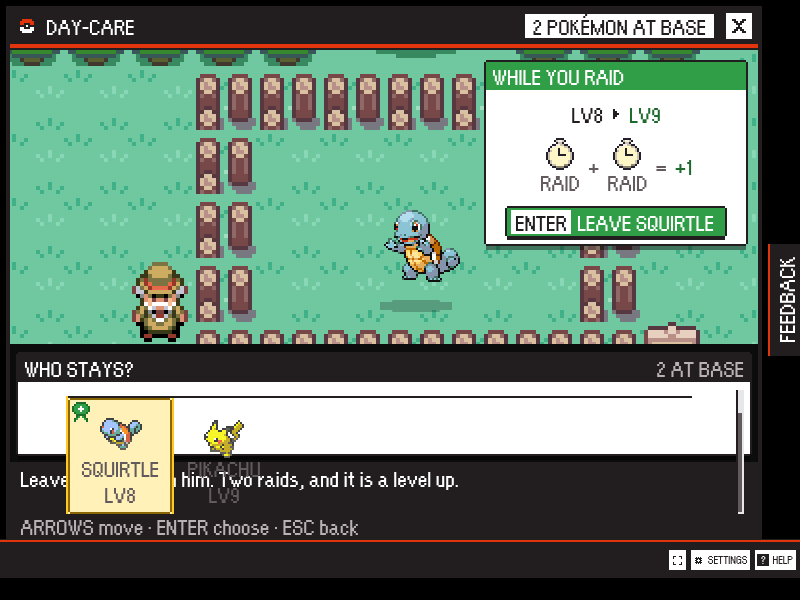 DAY-CARE
2 POKÉMON AT BASE X
WHILE YOU RAID
LV8 LV9
RAID + RAID = +1
ENTER LEAVE SQUIRTLE
FEEDBACK
WHO STAYS?
2 AT BASE
SQUIRTLE
LV8
PIKACHU
LV9
Leave him. Two raids, and it is a level up.
ARROWS move · ENTER choose · ESC back
SETTINGS
? HELP